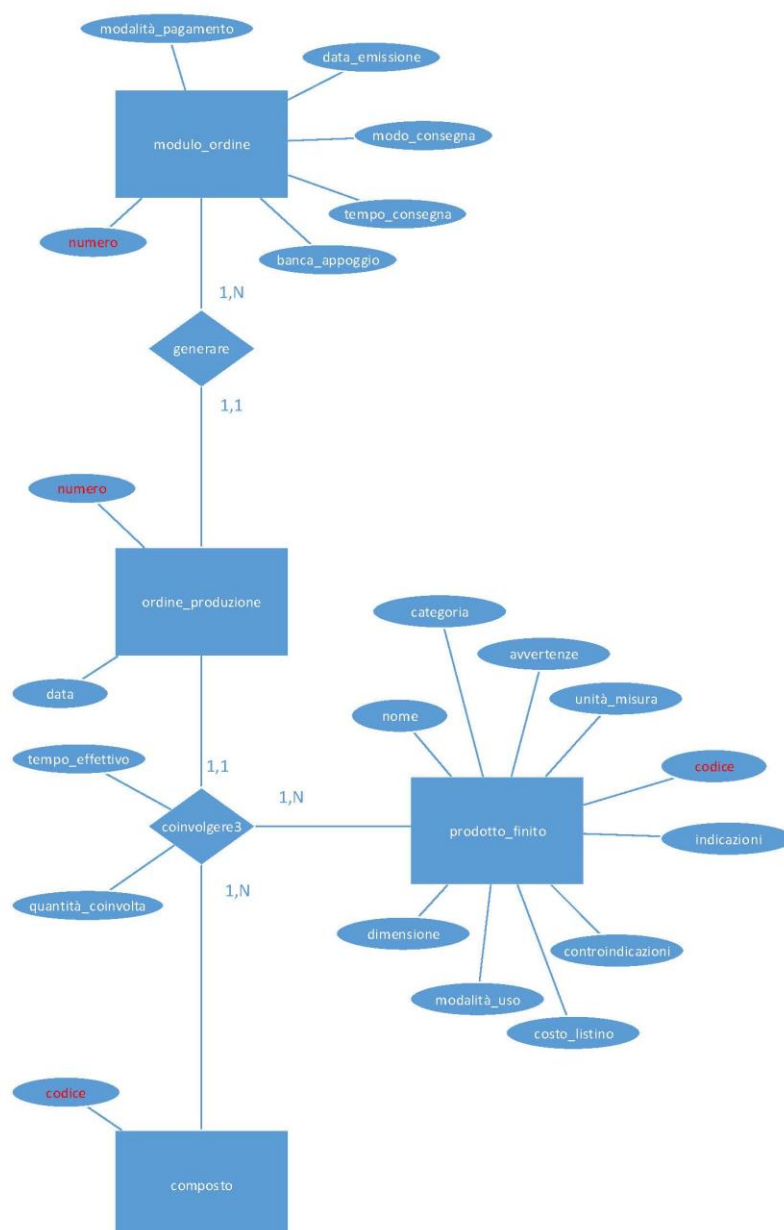 modalità_pagamento
data_emissione
modulo_ordine
modo_consegna
tempo_consegna
numero
banca_appoggio
1,N
generare
1,1
numero
ordine_produzione
data
categoria
avvertenze
unità_misura
nome
codice
prodotto_finito
indicazioni
dimensione
controindicazioni
modalità_uso
costo_listino
tempo_effettivo
1,1
1,N
coinvolgere3
1,N
quantità_coinvolta
codice
composto